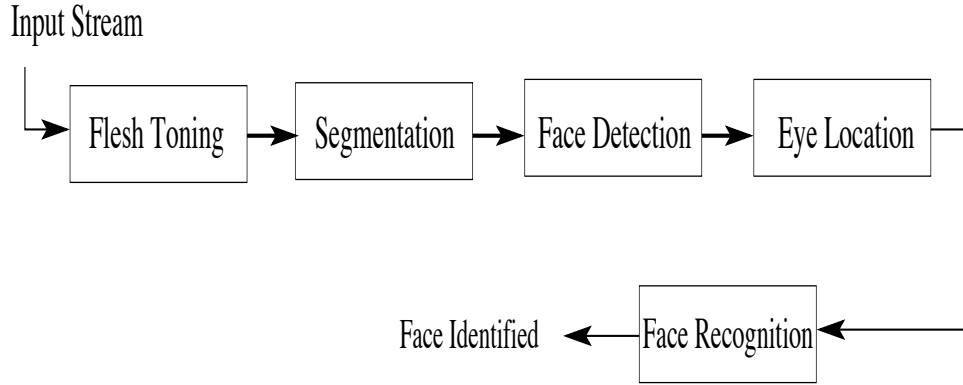 Input Stream
Flesh Toning
Segmentation
Face Detection
Eye Location
Face Identified
Face Recognition